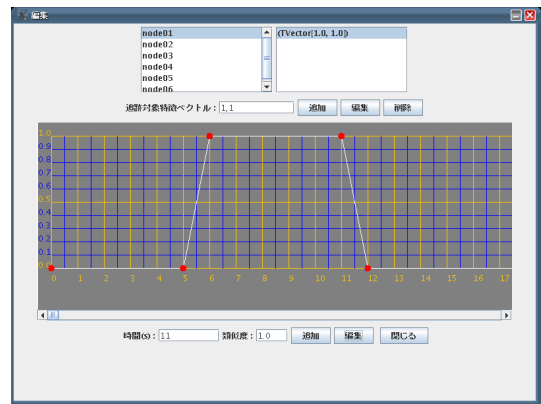 編集
node01
node02
node03
node04
node05
node06
(TVector[1.0, 1.0])
追跡対象特徴ベクトル : 1,1 追加 編集 削除
1.0
0.9
0.8
0.7
0.6
0.5
0.4
0.3
0.2
0.1
0.0
0 1 2 3 4 5 6 7 8 9 10 11 12 13 14 15 16 17
時間(s) : 11 類似度 : 1.0 追加 編集 閉じる